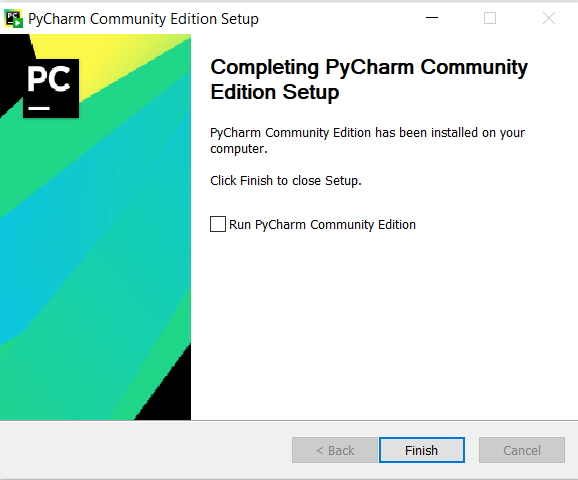 PyCharm Community Edition Setup
PC
Completing PyCharm Community
Edition Setup
PyCharm Community Edition has been installed on your
computer.
Click Finish to close Setup.
Run PyCharm Community Edition
< Back
Finish
Cancel